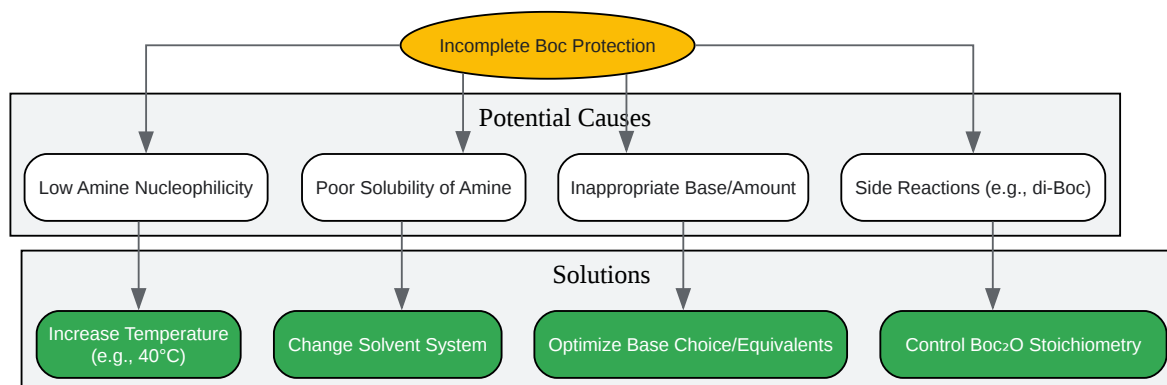 Incomplete Boc Protection
Potential Causes
Low Amine Nucleophilicity
Poor Solubility of Amine
Inappropriate Base/Amount
Side Reactions (e.g., di-Boc)
Solutions
Increase Temperature
(e.g., 40°C)
Change Solvent System
Optimize Base Choice/Equivalents
Control Boc₂O Stoichiometry